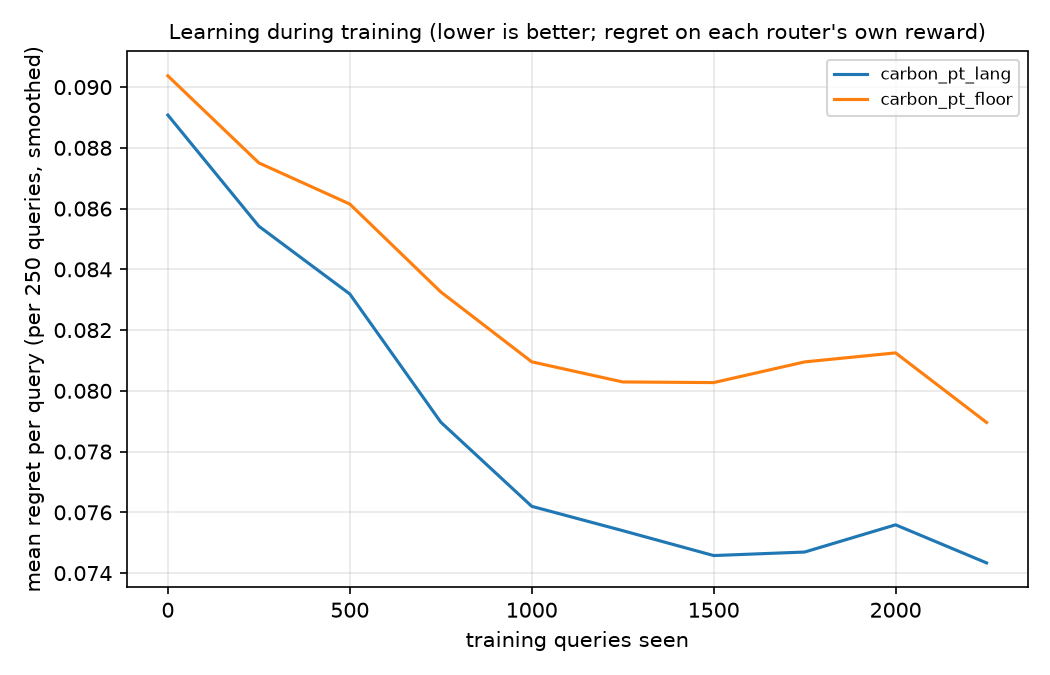 Learning during training (lower is better; regret on each router's own reward)
carbon_pt_lang
carbon_pt_floor
mean regret per query (per 250 queries, smoothed)
0.090
0.088
0.086
0.084
0.082
0.080
0.078
0.076
0.074
0 500 1000 1500 2000
training queries seen